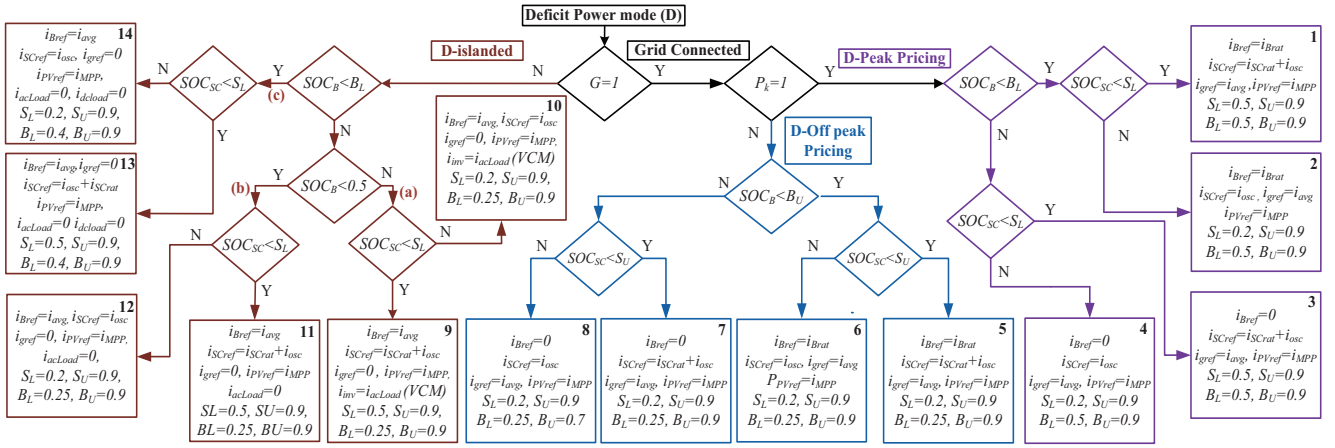 Deficit Power mode (D)
D-islanded
Grid Connected
D-Peak Pricing
D-Off peak
Pricing
G=1
N
Y
P_k=1
Y
N
SOC_B<B_L
Y
(c)
N
SOC_SC<S_L
N
Y
SOC_B<0.5
Y
(b)
N
(a)
SOC_SC<S_L
N
Y
SOC_SC<S_L
N
Y
SOC_B<B_U
N
Y
SOC_SC<S_U
N
Y
SOC_SC<S_U
N
Y
SOC_B<B_L
Y
N
SOC_SC<S_L
Y
N
SOC_SC<S_L
Y
N
14
i_Bref=i_avg
i_SCref=i_osc, i_gref=0
i_PVref=i_MPP,
i_acLoad=0, i_dcload=0
S_L=0.2, S_U=0.9,
B_L=0.4, B_U=0.9
13
i_Bref=i_avg,i_gref=0
i_SCref=i_osc+i_SCrat
i_PVref=i_MPP,
i_acLoad=0 i_dcload=0
S_L=0.5, S_U=0.9,
B_L=0.4, B_U=0.9
12
i_Bref=i_avg, i_SCref=i_osc
i_gref=0, i_PVref=i_MPP,
i_acLoad=0,
S_L=0.2, S_U=0.9,
B_L=0.25, B_U=0.9
11
i_Bref=i_avg
i_SCref=i_SCrat+i_osc
i_gref=0, i_PVref=i_MPP
i_acLoad=0
SL=0.5, SU=0.9,
BL=0.25, BU=0.9
10
i_Bref=i_avg, i_SCref=i_osc
i_gref=0, i_PVref=i_MPP,
i_inv=i_acLoad(VCM)
S_L=0.2, S_U=0.9,
B_L=0.25, B_U=0.9
9
i_Bref=i_avg
i_SCref=i_SCrat+i_osc
i_gref=0 , i_PVref=i_MPP,
i_inv=i_acLoad (VCM)
S_L=0.5, S_U=0.9,
B_L=0.25, B_U=0.9
8
i_Bref=0
i_SCref=i_osc
i_gref=i_avg, i_PVref=i_MPP
S_L=0.2, S_U=0.9
B_L=0.25, B_U=0.7
7
i_Bref=0
i_SCref=i_SCrat+i_osc
i_gref=i_avg, i_PVref=i_MPP
S_L=0.2, S_U=0.9
B_L=0.25, B_U=0.9
6
i_Bref=i_Brat
i_SCref=i_osc, i_gref=i_avg
P_PVref=i_MPP
S_L=0.2, S_U=0.9
B_L=0.25, B_U=0.9
5
i_Bref=i_Brat
i_SCref=i_SCrat+i_osc
i_gref=i_avg, i_PVref=i_MPP
S_L=0.2, S_U=0.9
B_L=0.25, B_U=0.9
4
i_Bref=0
i_SCref=i_osc
i_gref=i_avg, i_PVref=i_MPP
S_L=0.2, S_U=0.9
B_L=0.5, B_U=0.9
3
i_Bref=0
i_SCref=i_SCrat+i_osc
i_gref=i_avg, i_PVref=i_MPP
S_L=0.5, S_U=0.9
B_L=0.5, B_U=0.9
2
i_Bref=i_Brat
i_SCref=i_osc , i_gref=i_avg
i_PVref=i_MPP
S_L=0.2, S_U=0.9
B_L=0.5, B_U=0.9
1
i_Bref=i_Brat
i_SCref=i_SCrat+i_osc
i_gref=i_avg ,i_PVref=i_MPP
S_L=0.5, S_U=0.9
B_L=0.5, B_U=0.9